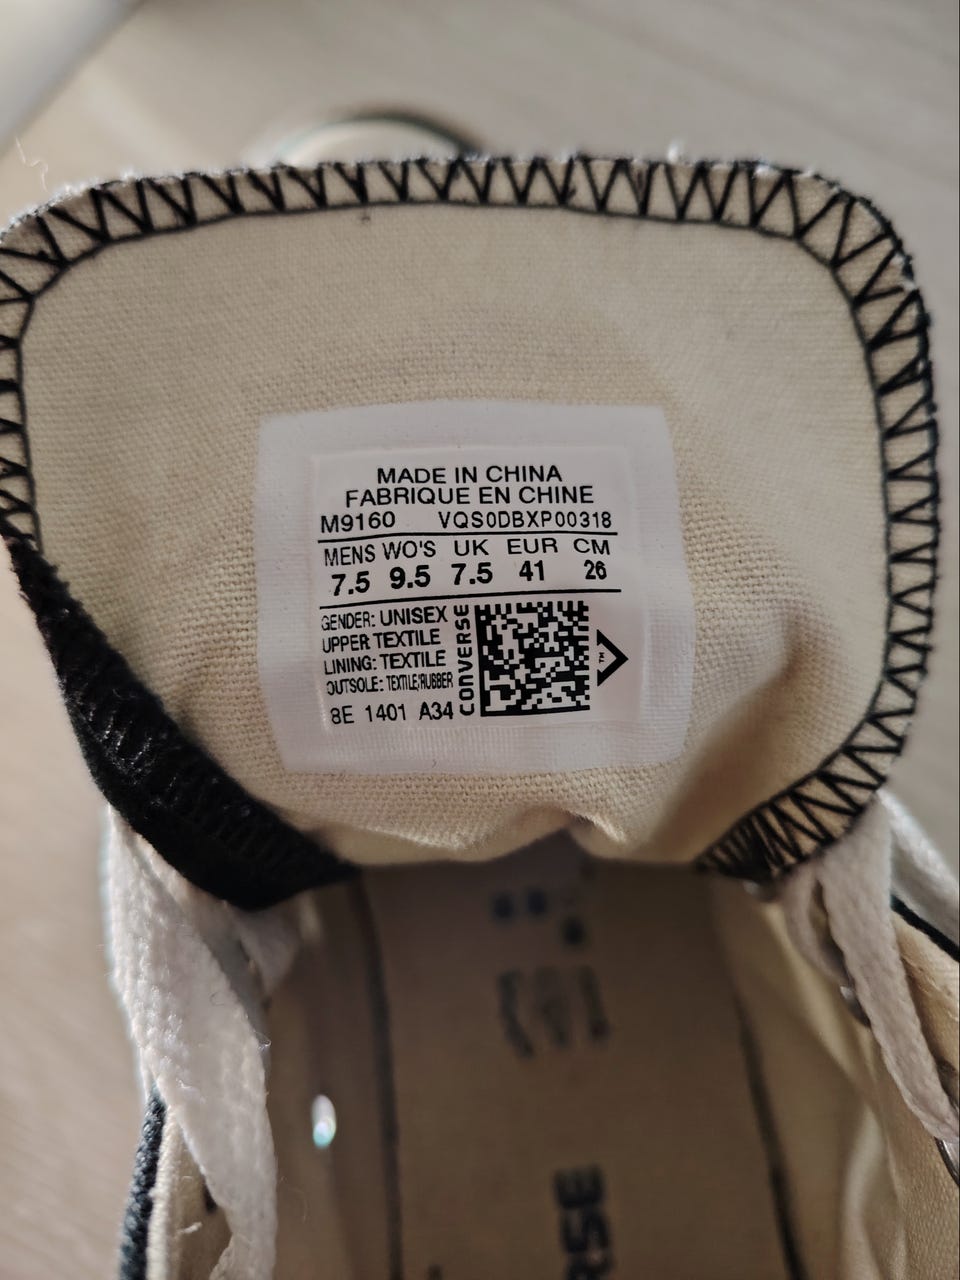 MADE IN CHINA
FABRIQUE EN CHINE
M9160 VQS0DBXP00318
MENS WO'S UK EUR CM
7.5 9.5 7.5 41 26
GENDER: UNISEX
UPPER TEXTILE
LINING: TEXTILE
OUTSOLE: TEXTILE/RUBBER
8E 1401 A34
CONVERSE
RSE